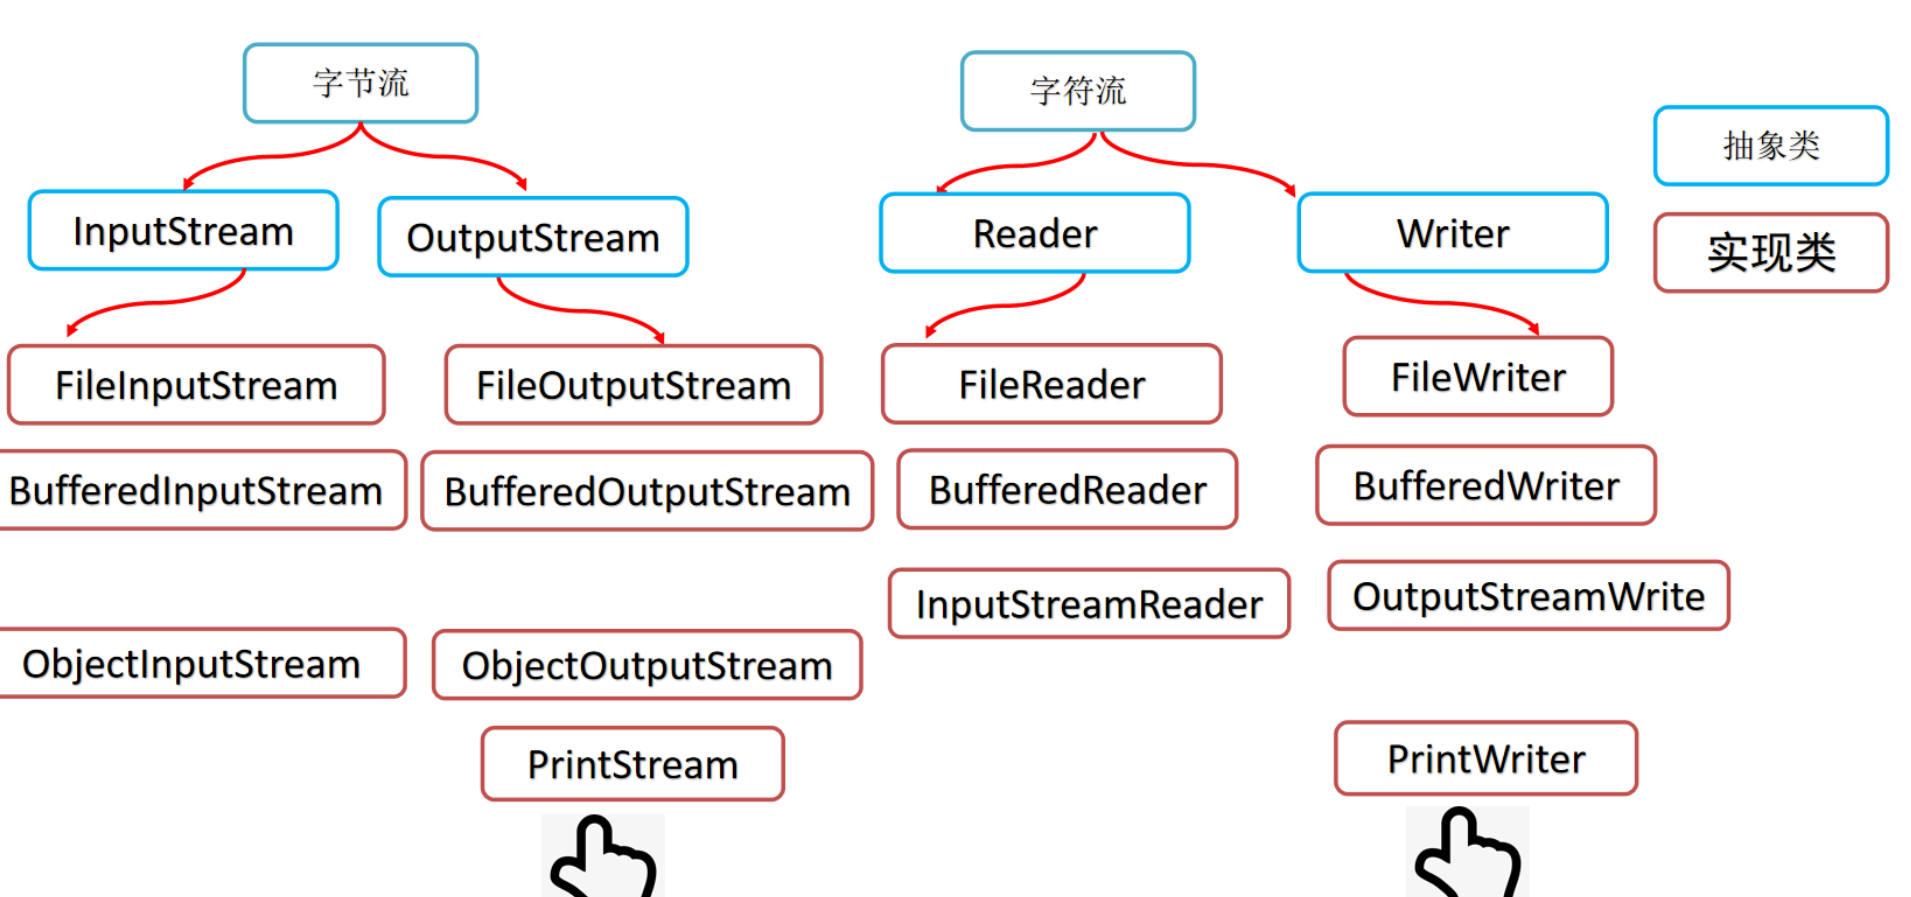 字节流
字符流
抽象类
InputStream
OutputStream
Reader
Writer
实现类
FileInputStream
FileOutputStream
FileReader
FileWriter
BufferedInputStream
BufferedOutputStream
BufferedReader
BufferedWriter
InputStreamReader
OutputStreamWrite
ObjectInputStream
ObjectOutputStream
PrintStream
PrintWriter